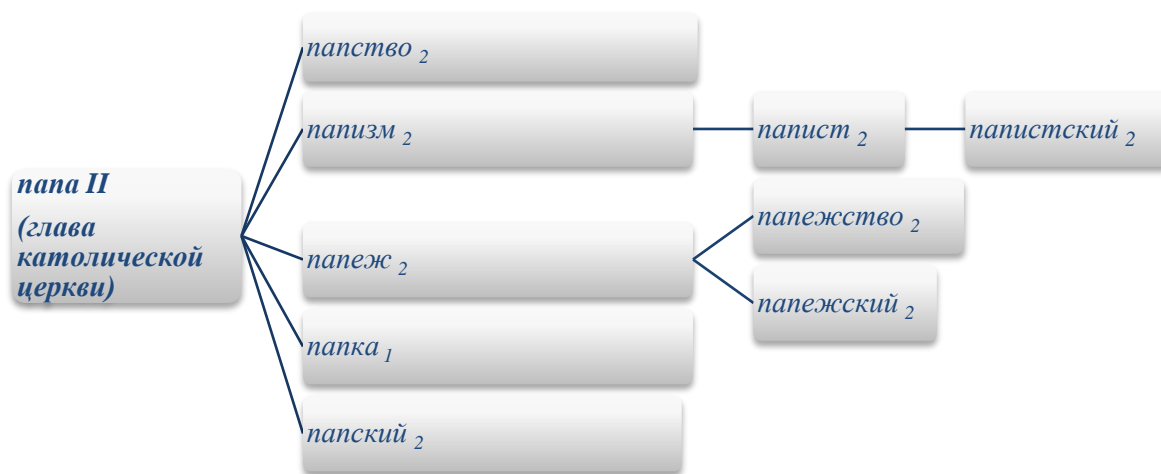 папство 2
папизм 2
папист 2
папистский 2
папа II
(глава
католической
церкви)
папежство 2
папеж 2
папежский 2
папка 1
папский 2